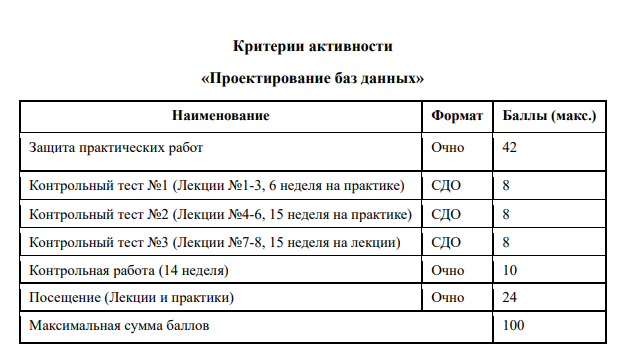 Критерии активности
«Проектирование баз данных»
Наименование Формат Баллы (макс.)
Защита практических работ Очно 42
Контрольный тест №1 (Лекции №1-3, 6 неделя на практике) СДО 8
Контрольный тест №2 (Лекции №4-6, 15 неделя на практике) СДО 8
Контрольный тест №3 (Лекции №7-8, 15 неделя на лекции) СДО 8
Контрольная работа (14 неделя) Очно 10
Посещение (Лекции и практики) Очно 24
Максимальная сумма баллов 100